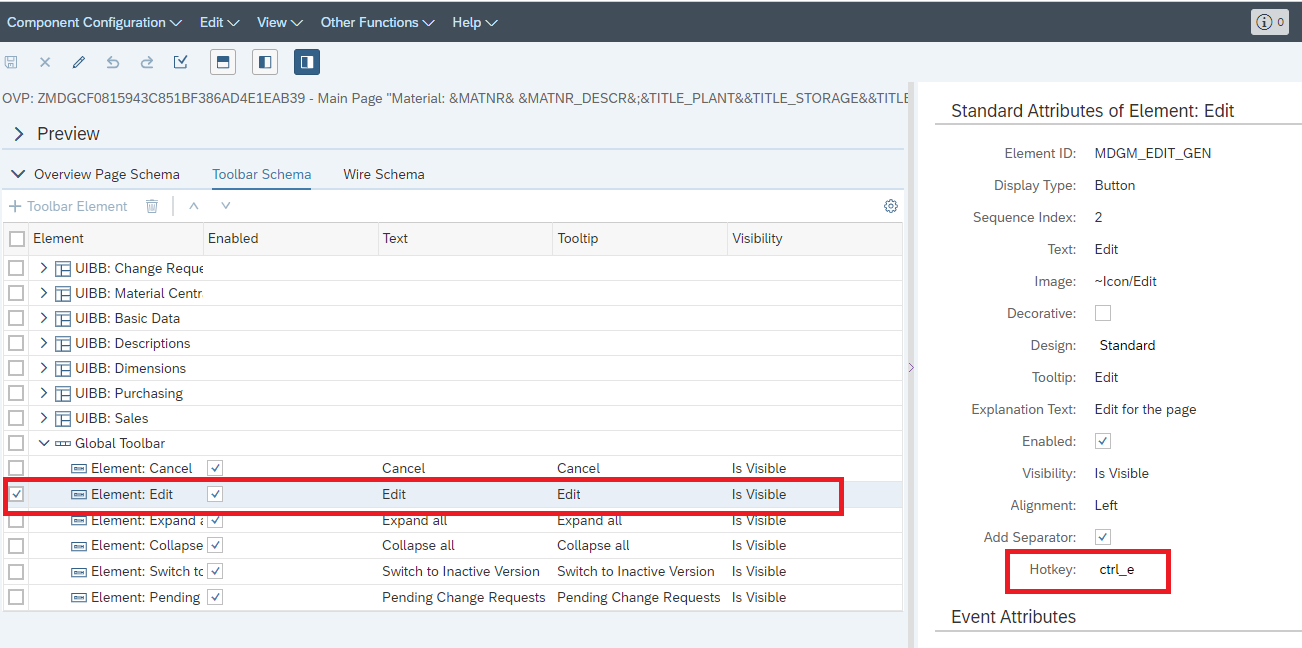 Component Configuration Edit View Other Functions Help 0
OVP: ZMDGCF0815943C851BF386AD4E1EAB39 - Main Page "Material: &MATNR& &MATNR_DESCR&;&TITLE_PLANT&&TITLE_STORAGE&&TITLE
Preview
Overview Page Schema Toolbar Schema Wire Schema
Toolbar Element
Element Enabled Text Tooltip Visibility
UIBB: Change Reque
UIBB: Material Centr
UIBB: Basic Data
UIBB: Descriptions
UIBB: Dimensions
UIBB: Purchasing
UIBB: Sales
Global Toolbar
Element: Cancel Cancel Cancel Is Visible
Element: Edit Edit Edit Is Visible
Element: Expand a Expand all Expand all Is Visible
Element: Collapse Collapse all Collapse all Is Visible
Element: Switch to Switch to Inactive Version Switch to Inactive Version Is Visible
Element: Pending Pending Change Requests Pending Change Requests Is Visible
Standard Attributes of Element: Edit
Element ID: MDGM_EDIT_GEN
Display Type: Button
Sequence Index: 2
Text: Edit
Image: ~Icon/Edit
Decorative:
Design: Standard
Tooltip: Edit
Explanation Text: Edit for the page
Enabled:
Visibility: Is Visible
Alignment: Left
Add Separator:
Hotkey: ctrl_e
Event Attributes